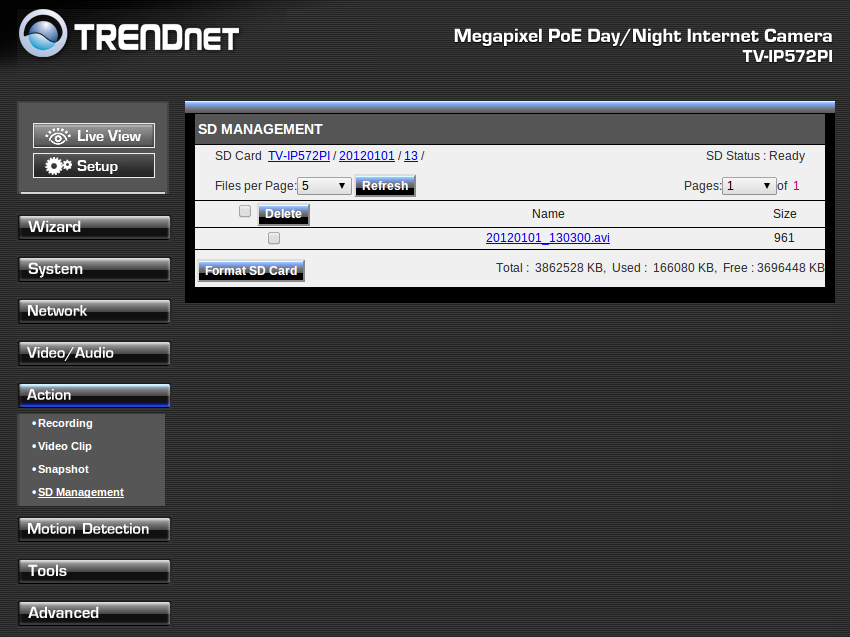 TRENDNET
Megapixel PoE Day/Night Internet Camera
TV-IP572PI
Live View
Setup
Wizard
System
Network
Video/Audio
Action
•Recording
•Video Clip
•Snapshot
•SD Management
Motion Detection
Tools
Advanced
SD MANAGEMENT
SD Card TV-IP572PI / 20120101 / 13 / SD Status : Ready
Files per Page: 5 Refresh Pages: 1 of 1
Delete Name Size
20120101_130300.avi 961
Format SD Card Total : 3862528 KB, Used : 166080 KB, Free : 3696448 KB